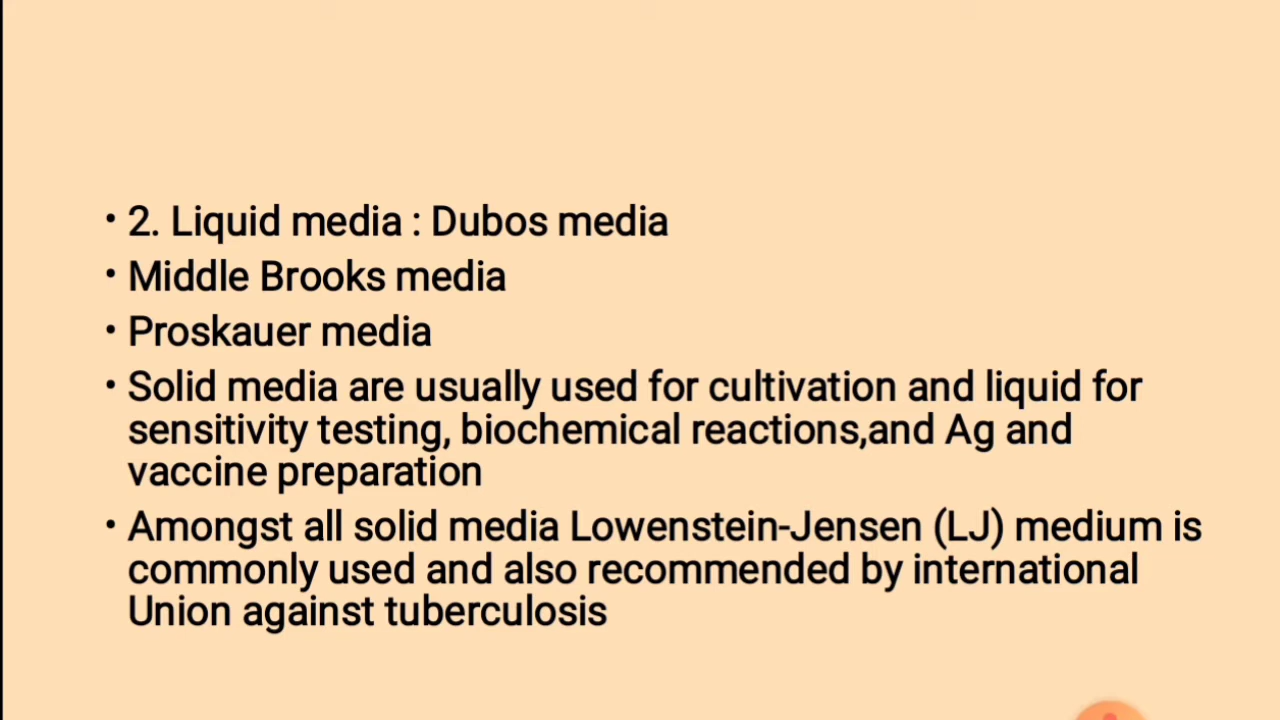 • 2. Liquid media : Dubos media
• Middle Brooks media
• Proskauer media
• Solid media are usually used for cultivation and liquid for
sensitivity testing, biochemical reactions,and Ag and
vaccine preparation
• Amongst all solid media Lowenstein-Jensen (LJ) medium is
commonly used and also recommended by international
Union against tuberculosis